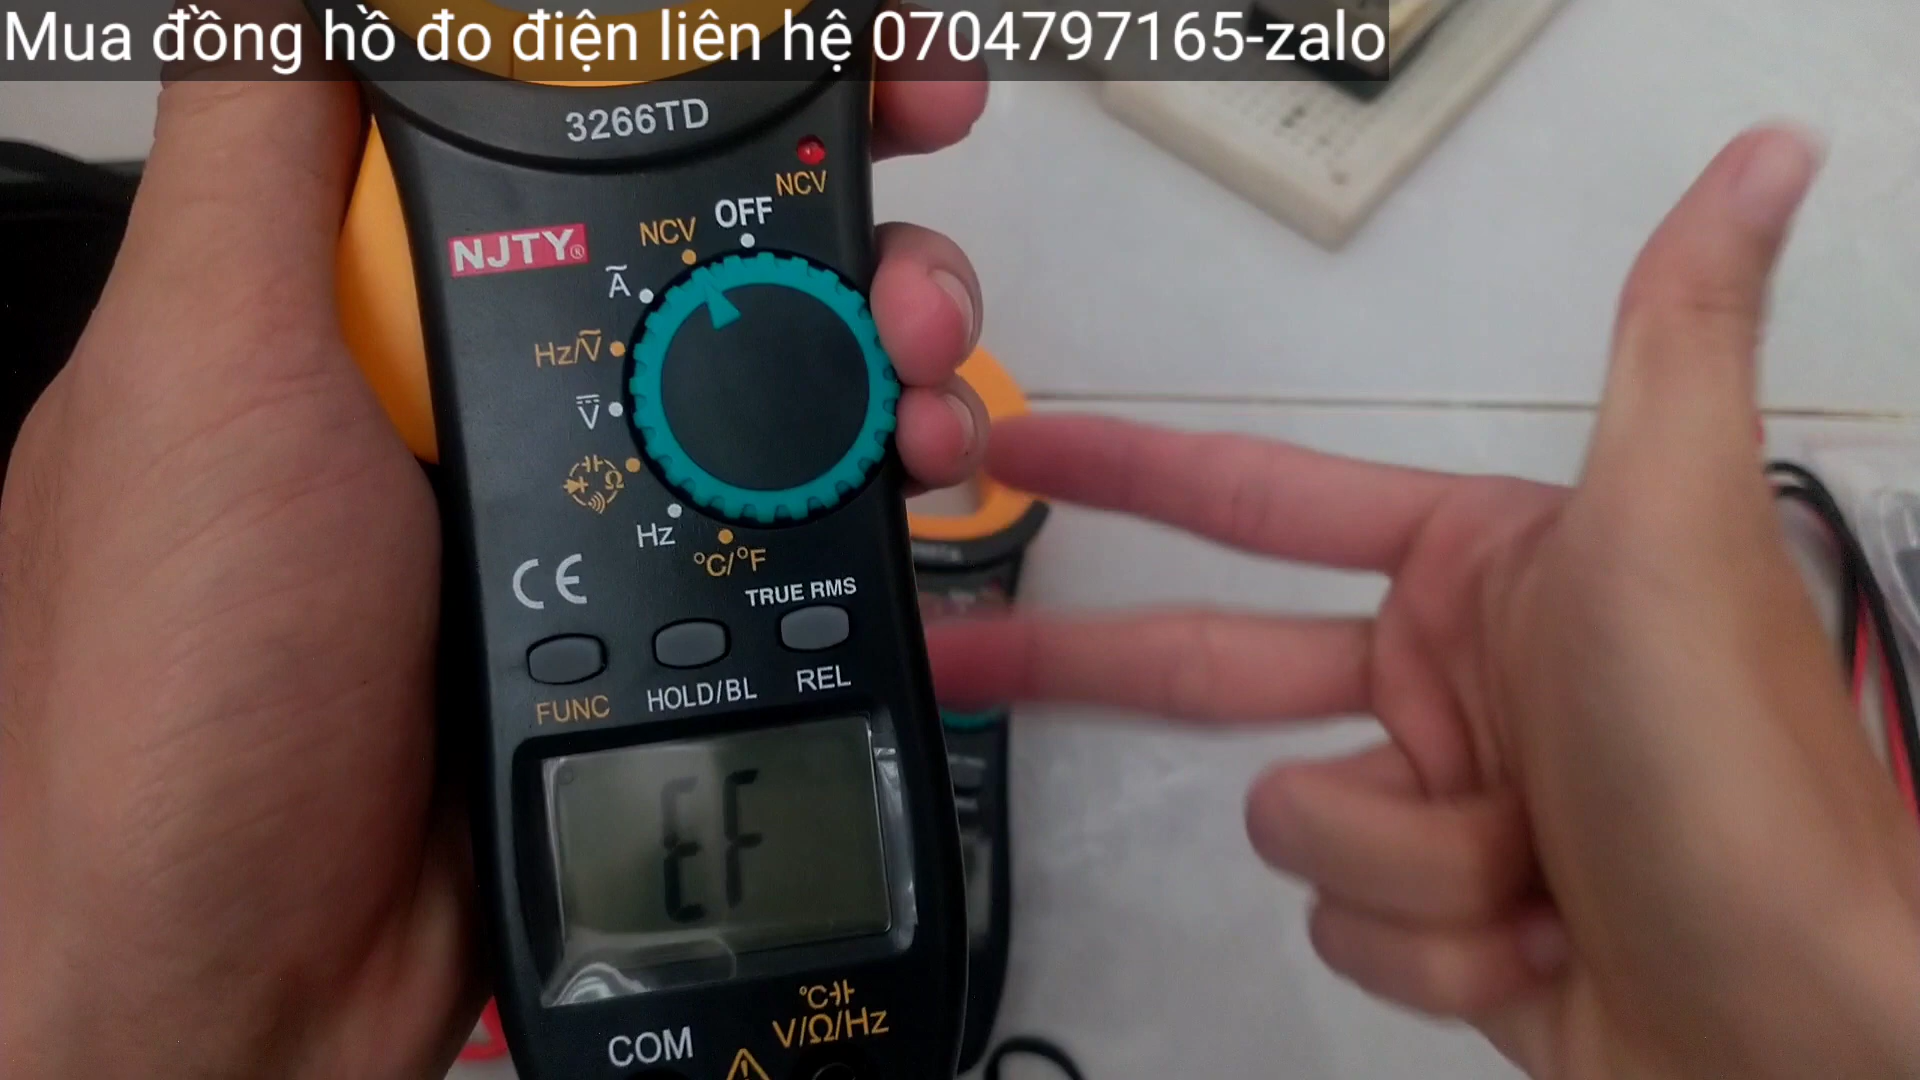 Mua đồng hồ đo điện liên hệ 0704797165-zalo
3266TD
NCV
OFF
NCV
NJTY®
A
Hz/V
V
Ω
Hz
°C/°F
CE
TRUE RMS
FUNC
HOLD/BL
REL
EF
°C
COM
V/Ω/Hz